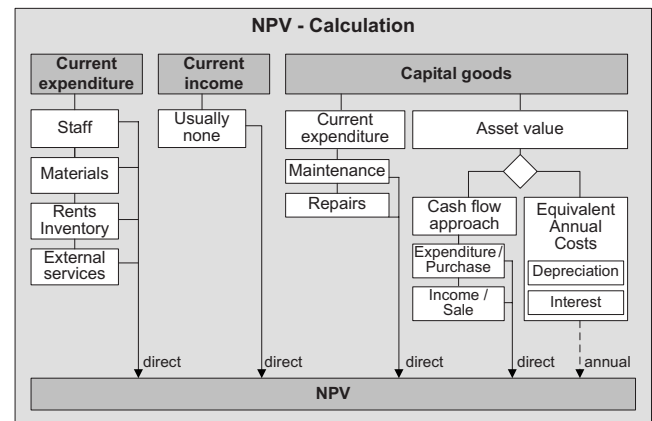 NPV - Calculation
Current
expenditure
Staff
Materials
Rents
Inventory
External
services
Current
income
Usually
none
Capital goods
Current
expenditure
Maintenance
Repairs
Asset value
Cash flow
approach
Expenditure/
Purchase
Income /
Sale
Equivalent
Annual
Costs
Depreciation
Interest
direct
direct
direct
direct
annual
NPV